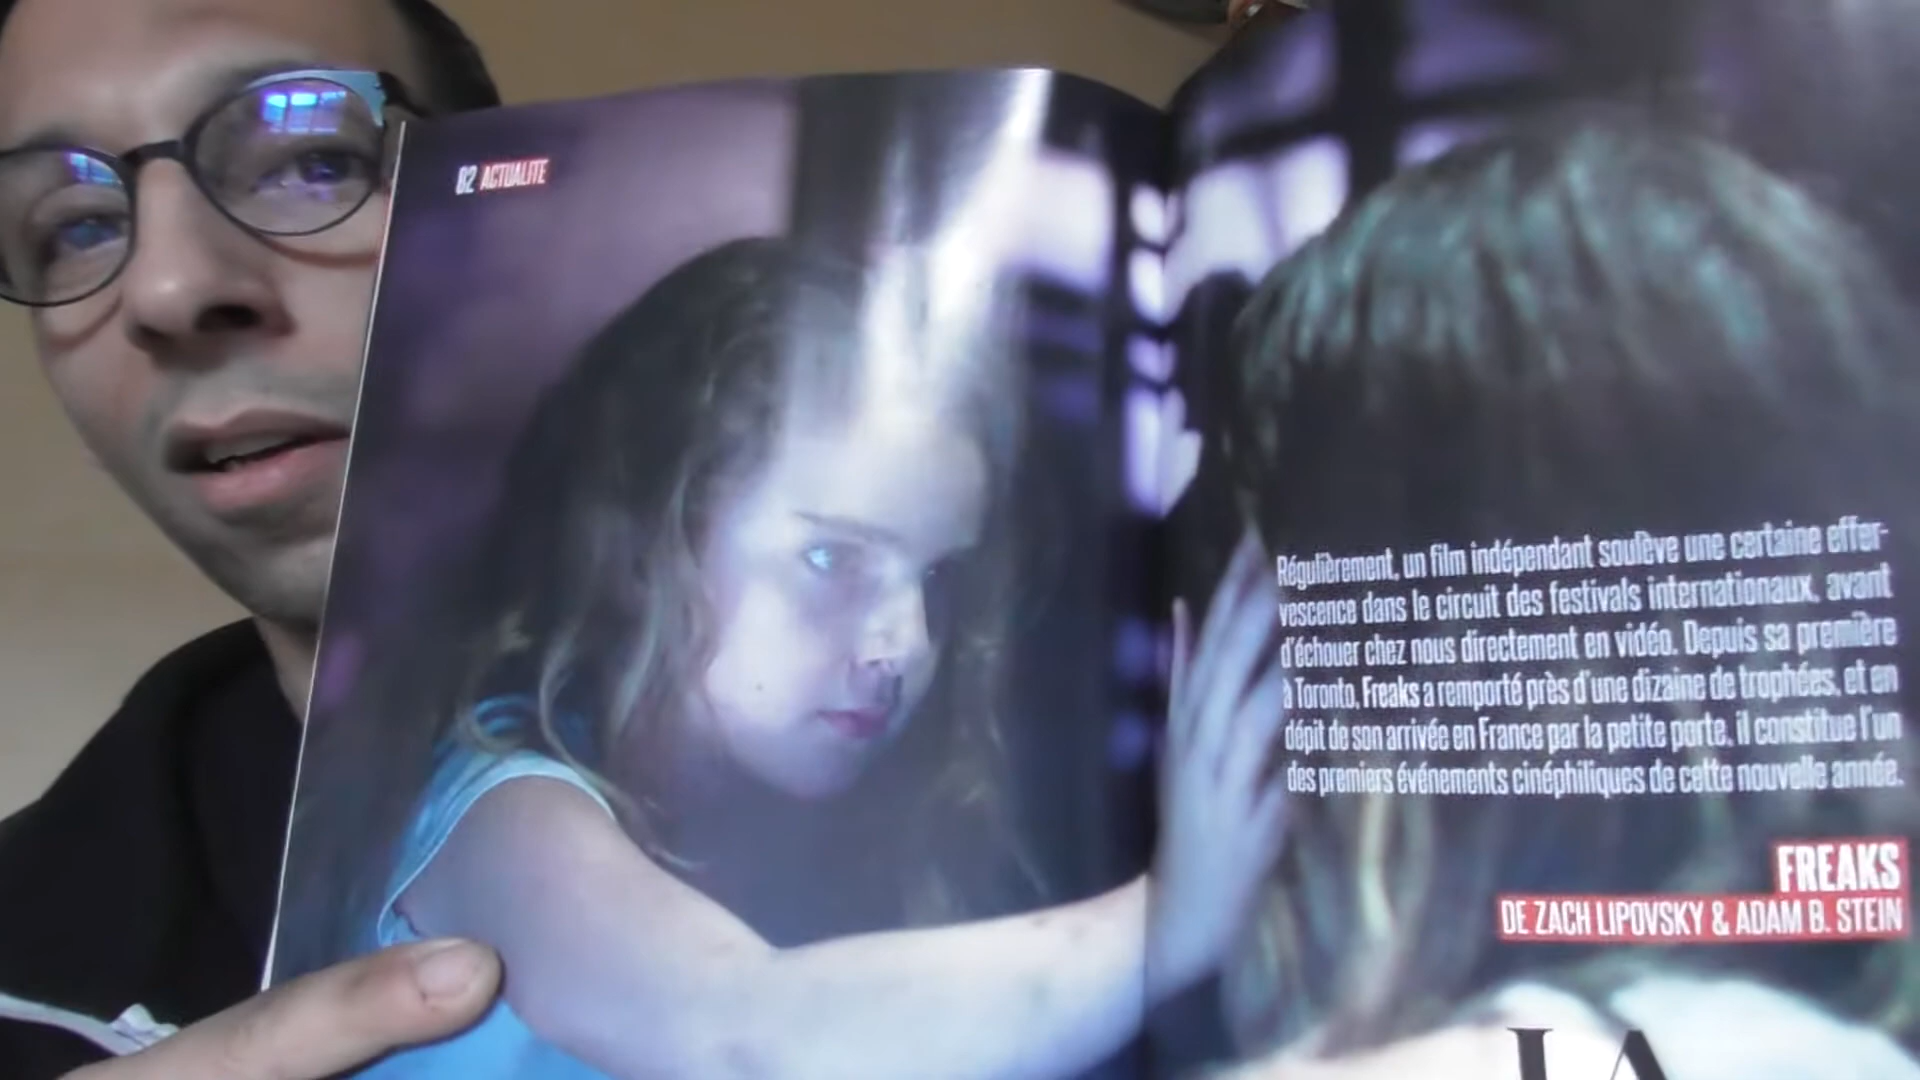 62 ACTUALITÉ
Régulièrement, un film indépendant soulève une certaine effer-
vescence dans le circuit des festivals internationaux, avant
d'échouer chez nous directement en vidéo. Depuis sa première
à Toronto, Freaks a remporté près d'une dizaine de trophées, et en
dépit de son arrivée en France par la petite porte, il constitue l'un
des premiers événements cinéphiliques de cette nouvelle année.
FREAKS
DE ZACH LIPOVSKY & ADAM B. STEIN
LA